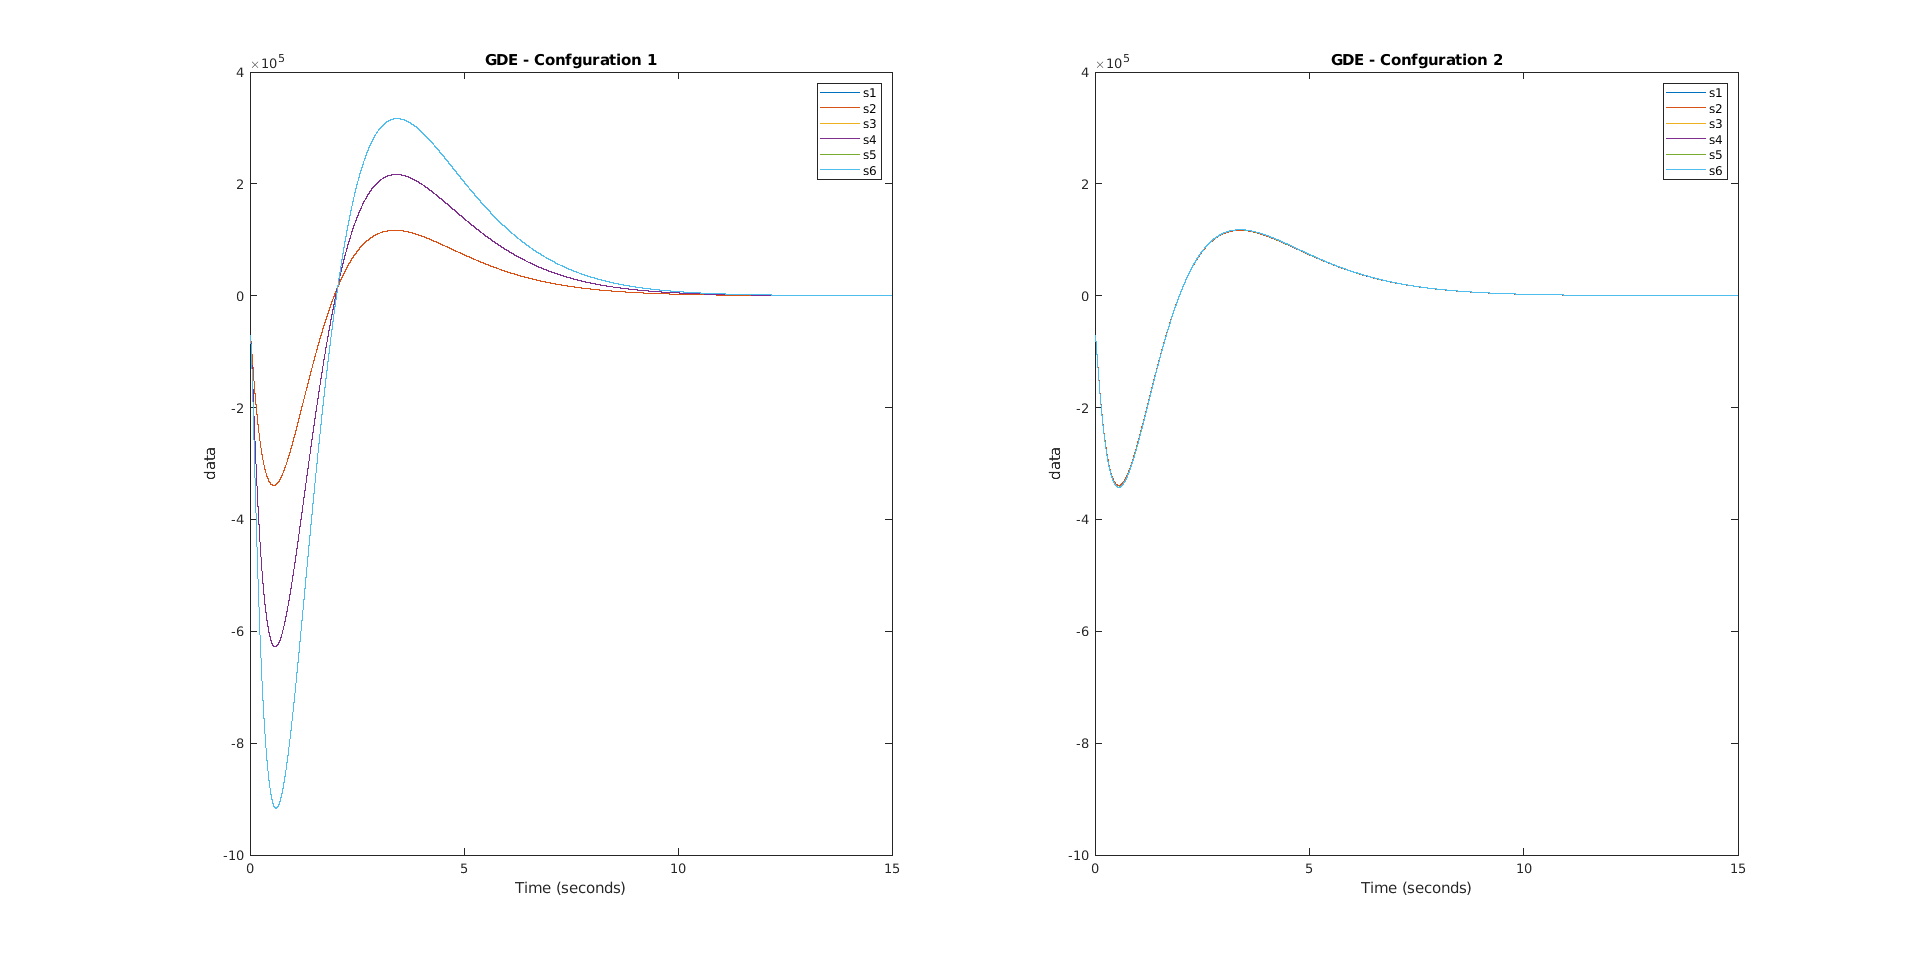 GDE - Confguration 1
×10^5
4
2
0
-2
-4
-6
-8
-10
data
0 5 10 15
Time (seconds)
s1
s2
s3
s4
s5
s6
GDE - Confguration 2
×10^5
4
2
0
-2
-4
-6
-8
-10
data
0 5 10 15
Time (seconds)
s1
s2
s3
s4
s5
s6